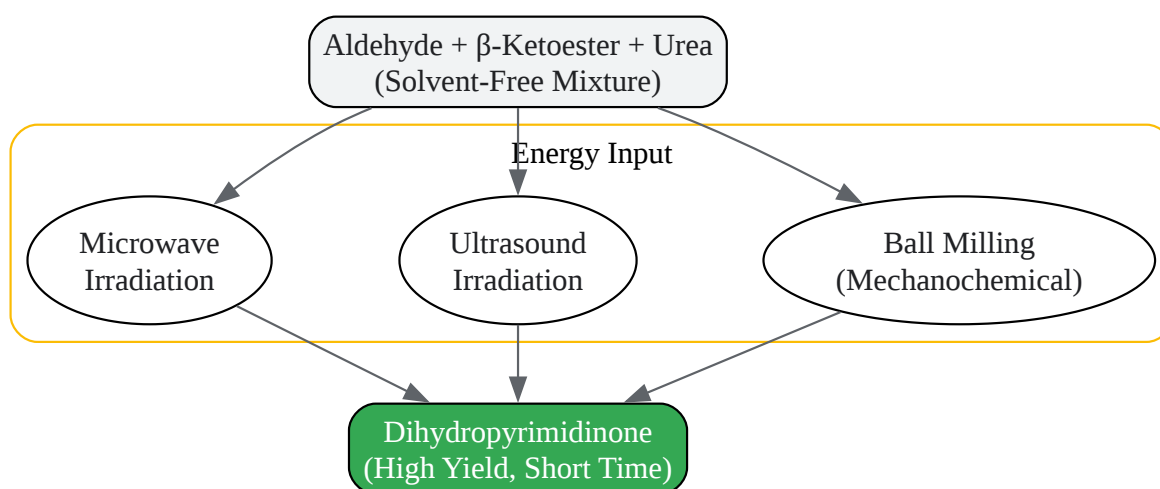 Aldehyde + β-Ketoester + Urea
(Solvent-Free Mixture)
Energy Input
Microwave
Irradiation
Ultrasound
Irradiation
Ball Milling
(Mechanochemical)
Dihydropyrimidinone
(High Yield, Short Time)